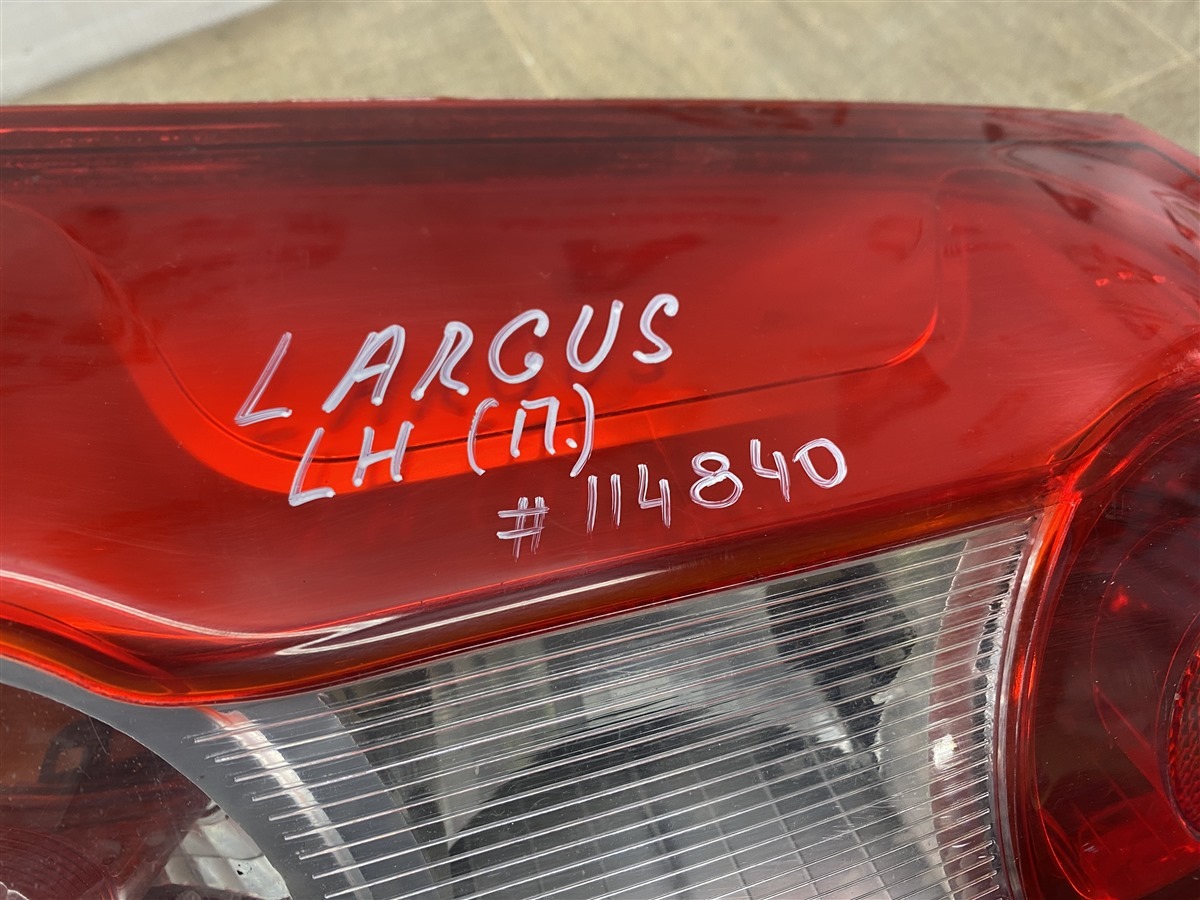 LARGUS
LH (П.)
# 114840